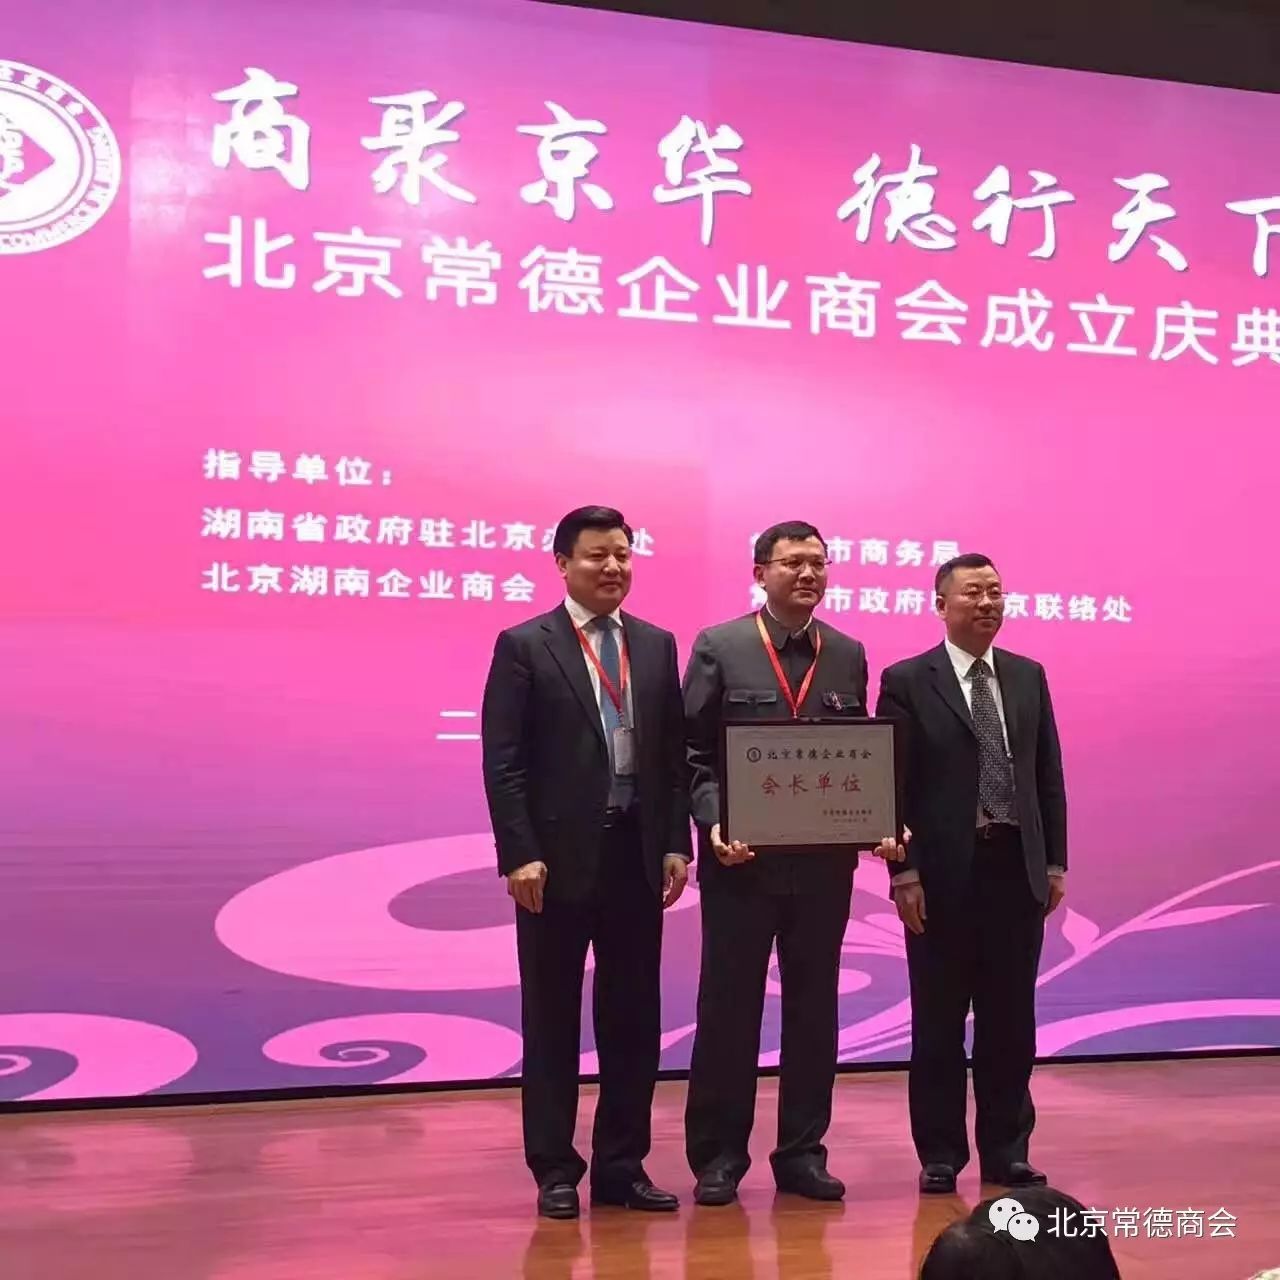 商聚京华 德行天下
北京常德企业商会成立庆典
指导单位：
湖南省政府驻北京办 处
市商务局
北京湖南企业商会
市政府 京联络处
二
北京常德企业商会
会长单位
北京常德商会